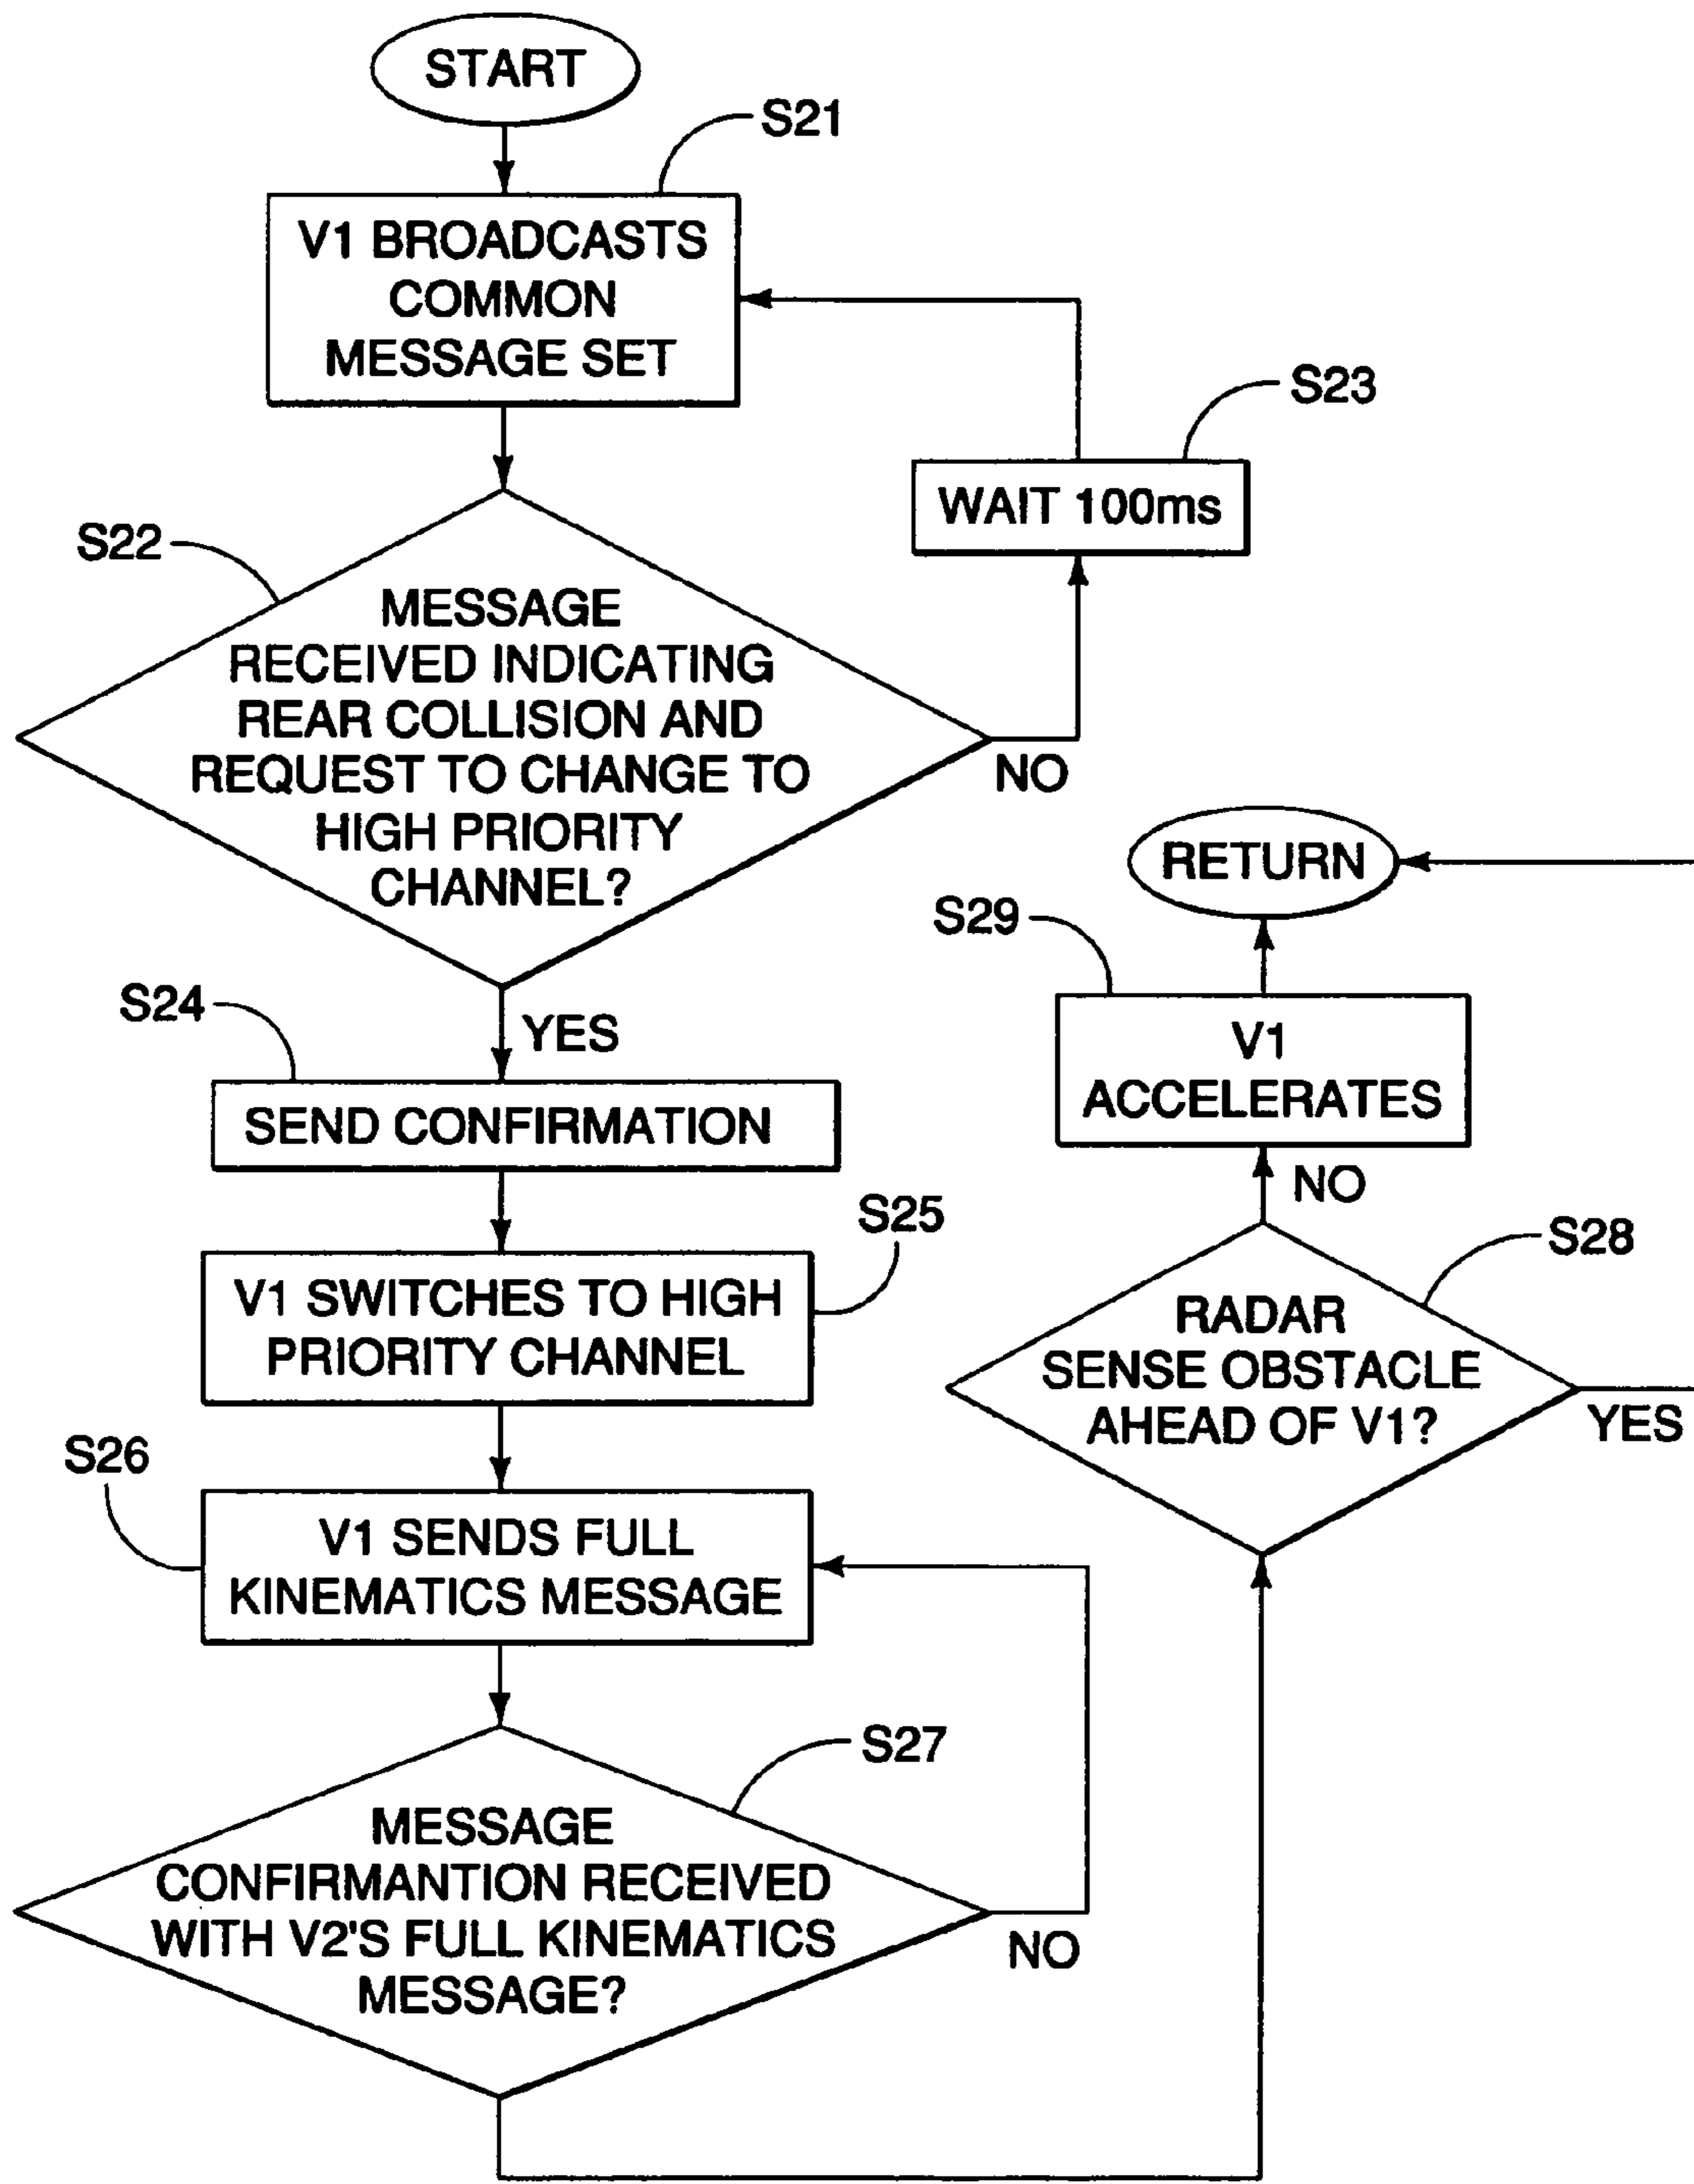 START
S21
V1 BROADCASTS
COMMON
MESSAGE SET
S23
WAIT 100ms
S22
MESSAGE
RECEIVED INDICATING
REAR COLLISION AND
REQUEST TO CHANGE TO
HIGH PRIORITY
CHANNEL?
NO
YES
S24
SEND CONFIRMATION
S25
V1 SWITCHES TO HIGH
PRIORITY CHANNEL
S26
V1 SENDS FULL
KINEMATICS MESSAGE
S27
MESSAGE
CONFIRMANTION RECEIVED
WITH V2'S FULL KINEMATICS
MESSAGE?
NO
S28
RADAR
SENSE OBSTACLE
AHEAD OF V1?
YES
NO
S29
V1
ACCELERATES
RETURN